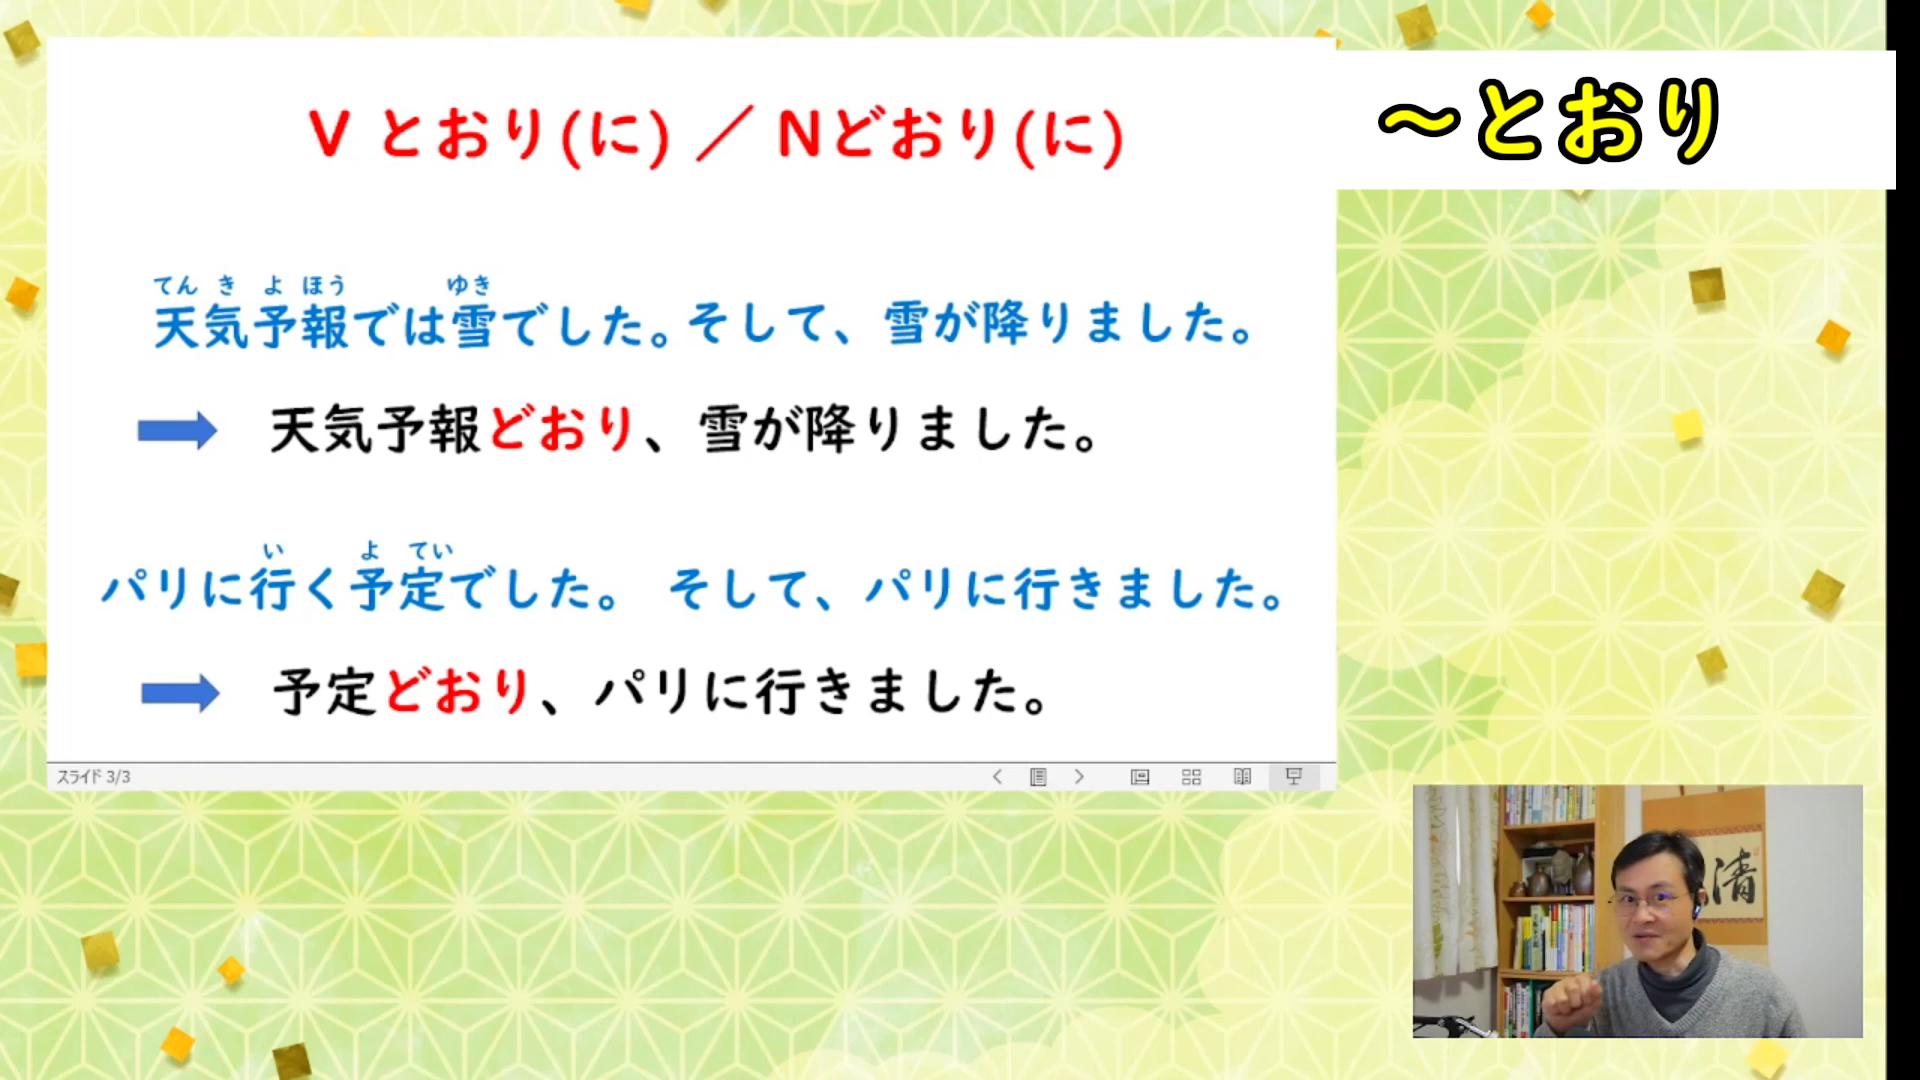 V とおり(に) ／ Nどおり(に)
～とおり
てん き よ ほう ゆき
天気予報では雪でした。そして、雪が降りました。
天気予報どおり、雪が降りました。
い よ てい
パリに行く予定でした。 そして、パリに行きました。
予定どおり、パリに行きました。
スライド 3/3
清